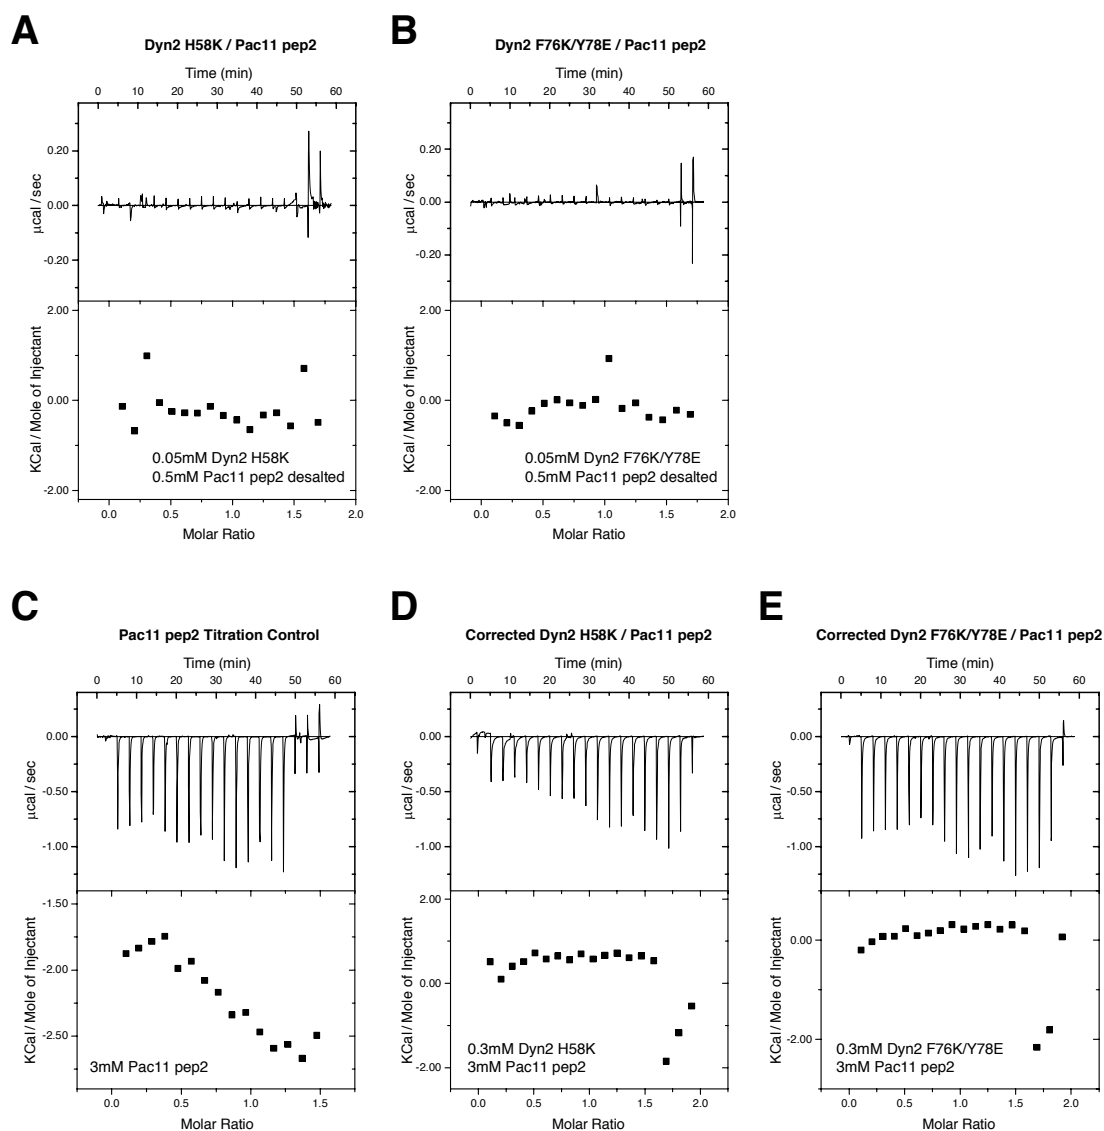 A
Dyn2 H58K / Pac11 pep2
Time (min)
0 10 20 30 40 50 60
0.20
0.00
-0.20
µcal/sec
2.00
0.00
-2.00
KCal/Mole of Injectant
0.05mM Dyn2 H58K
0.5mM Pac11 pep2 desalted
0.0 0.5 1.0 1.5 2.0
Molar Ratio
B
Dyn2 F76K/Y78E / Pac11 pep2
Time (min)
0 10 20 30 40 50 60
0.20
0.00
-0.20
µcal/sec
2.00
0.00
-2.00
KCal/Mole of Injectant
0.05mM Dyn2 F76K/Y78E
0.5mM Pac11 pep2 desalted
0.0 0.5 1.0 1.5 2.0
Molar Ratio
C
Pac11 pep2 Titration Control
Time (min)
0 10 20 30 40 50 60
0.00
-0.50
-1.00
µcal/sec
-1.50
-2.00
-2.50
KCal/Mole of Injectant
3mM Pac11 pep2
0.0 0.5 1.0 1.5
Molar Ratio
D
Corrected Dyn2 H58K / Pac11 pep2
Time (min)
0 10 20 30 40 50 60
0.00
-0.50
-1.00
µcal/sec
2.00
0.00
-2.00
KCal/Mole of Injectant
0.3mM Dyn2 H58K
3mM Pac11 pep2
0.0 0.5 1.0 1.5 2.0
Molar Ratio
E
Corrected Dyn2 F76K/Y78E / Pac11 pep2
Time (min)
0 10 20 30 40 50 60
0.00
-0.50
-1.00
µcal/sec
0.00
-2.00
KCal/Mole of Injectant
0.3mM Dyn2 F76K/Y78E
3mM Pac11 pep2
0.0 0.5 1.0 1.5 2.0
Molar Ratio